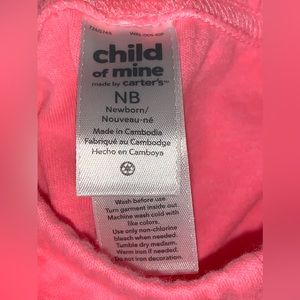 child
of mine
made by carter's
NB
Newborn/
Nouveau-né
Made in Cambodia
Fabriqué au Cambodge
Hecho en Camboya
Wash before use
Turn garment inside out
Machine wash cold with
like colors.
Use only non-chlorine
bleach when needed.
Tumble dry medium.
Warm iron if needed.
Do not iron decoration.